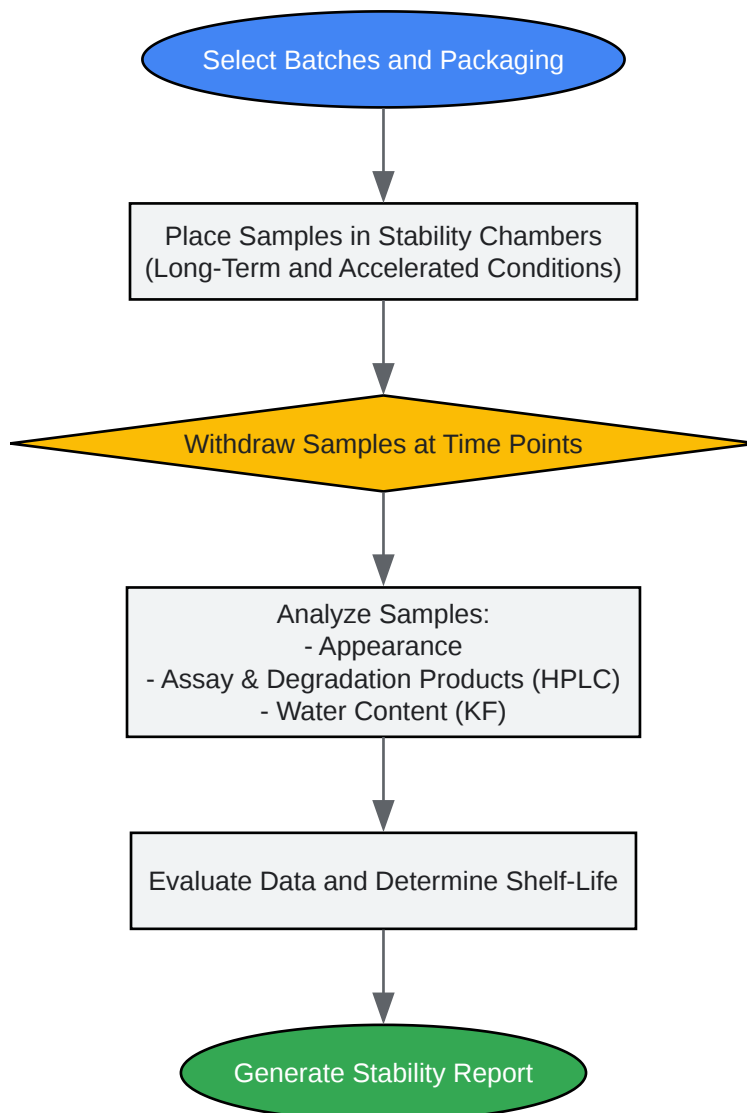 Select Batches and Packaging
Place Samples in Stability Chambers
(Long-Term and Accelerated Conditions)
Withdraw Samples at Time Points
Analyze Samples:
- Appearance
- Assay & Degradation Products (HPLC)
- Water Content (KF)
Evaluate Data and Determine Shelf-Life
Generate Stability Report